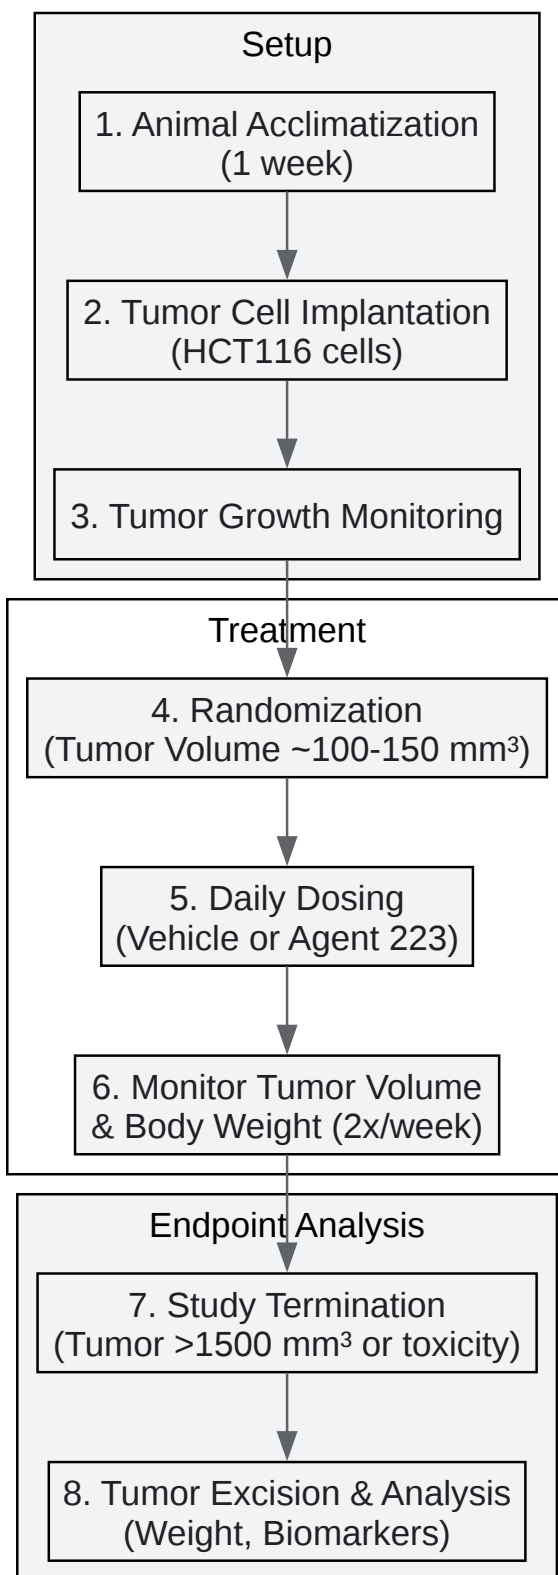 Setup
1. Animal Acclimatization
(1 week)
2. Tumor Cell Implantation
(HCT116 cells)
3. Tumor Growth Monitoring
Treatment
4. Randomization
(Tumor Volume ~100-150 mm³)
5. Daily Dosing
(Vehicle or Agent 223)
6. Monitor Tumor Volume
& Body Weight (2x/week)
Endpoint Analysis
7. Study Termination
(Tumor >1500 mm³ or toxicity)
8. Tumor Excision & Analysis
(Weight, Biomarkers)